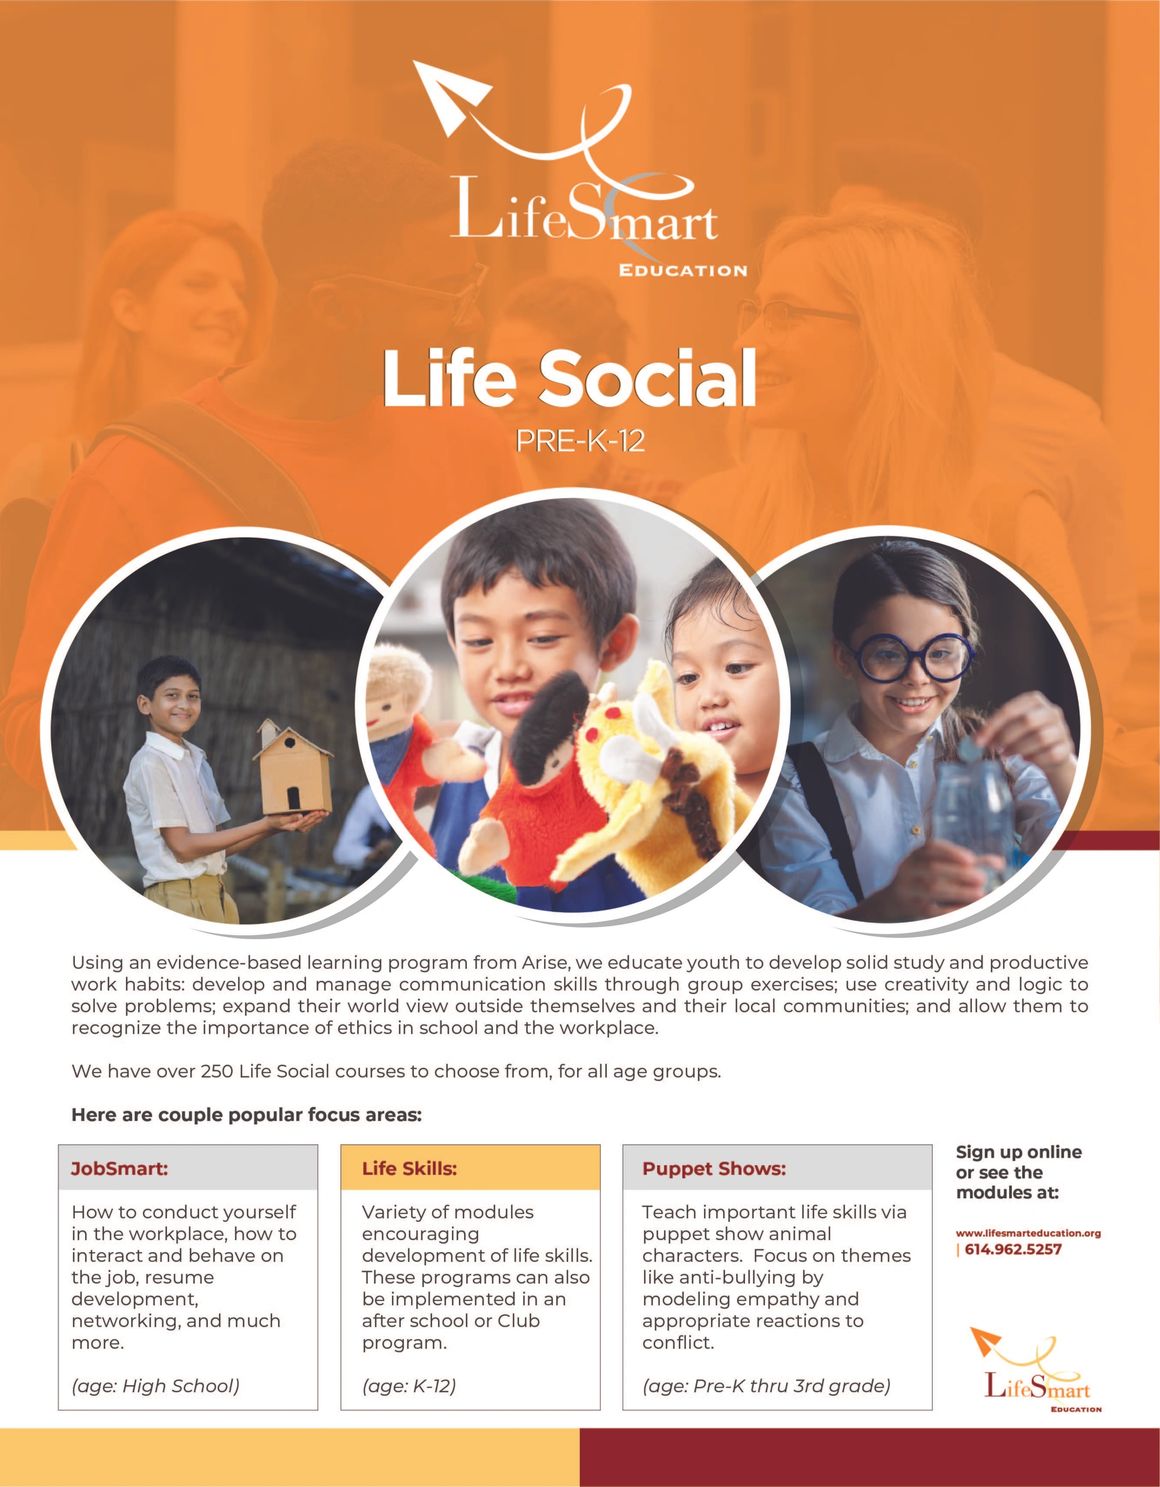 LifeSmart
EDUCATION
Life Social
PRE-K-12
Using an evidence-based learning program from Arise, we educate youth to develop solid study and productive
work habits: develop and manage communication skills through group exercises; use creativity and logic to
solve problems; expand their world view outside themselves and their local communities; and allow them to
recognize the importance of ethics in school and the workplace.
We have over 250 Life Social courses to choose from, for all age groups.
Here are couple popular focus areas:
JobSmart:
How to conduct yourself
in the workplace, how to
interact and behave on
the job, resume
development,
networking, and much
more.
(age: High School)
Life Skills:
Variety of modules
encouraging
development of life skills.
These programs can also
be implemented in an
after school or Club
program.
(age: K-12)
Puppet Shows:
Teach important life skills via
puppet show animal
characters. Focus on themes
like anti-bullying by
modeling empathy and
appropriate reactions to
conflict.
(age: Pre-K thru 3rd grade)
Sign up online
or see the
modules at:
www.lifesmarteducation.org
| 614.962.5257
LifeSmart
EDUCATION